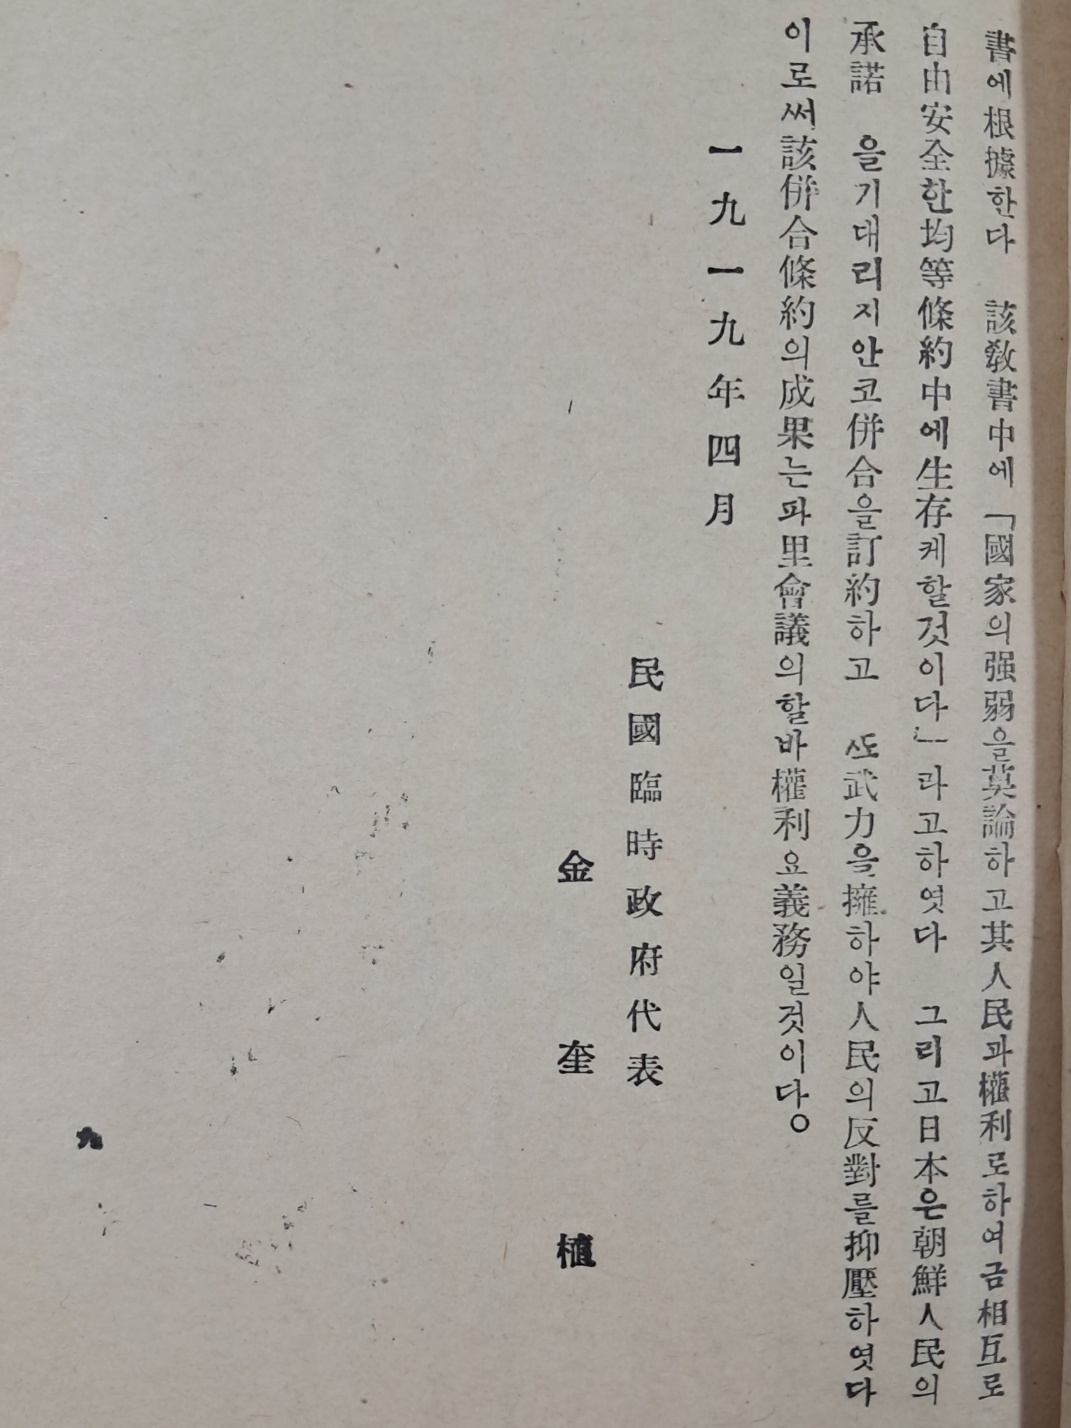 書에根據한다 該敎書中에「國家의强弱을莫論하고其人民과權利로하여금相互로
自由安全한均等條約中에生存케할것이다」라고하엿다 그리고日本은朝鮮人民의
承諾 을기대리지안코併合을訂約하고 ᄯᅩ武力을擁하야人民의反對를抑壓하엿다
이로써該併合條約의成果는파里會議의할바權利요義務일것이다。
一九一九年四月
民國臨時政府代表
金奎植
九